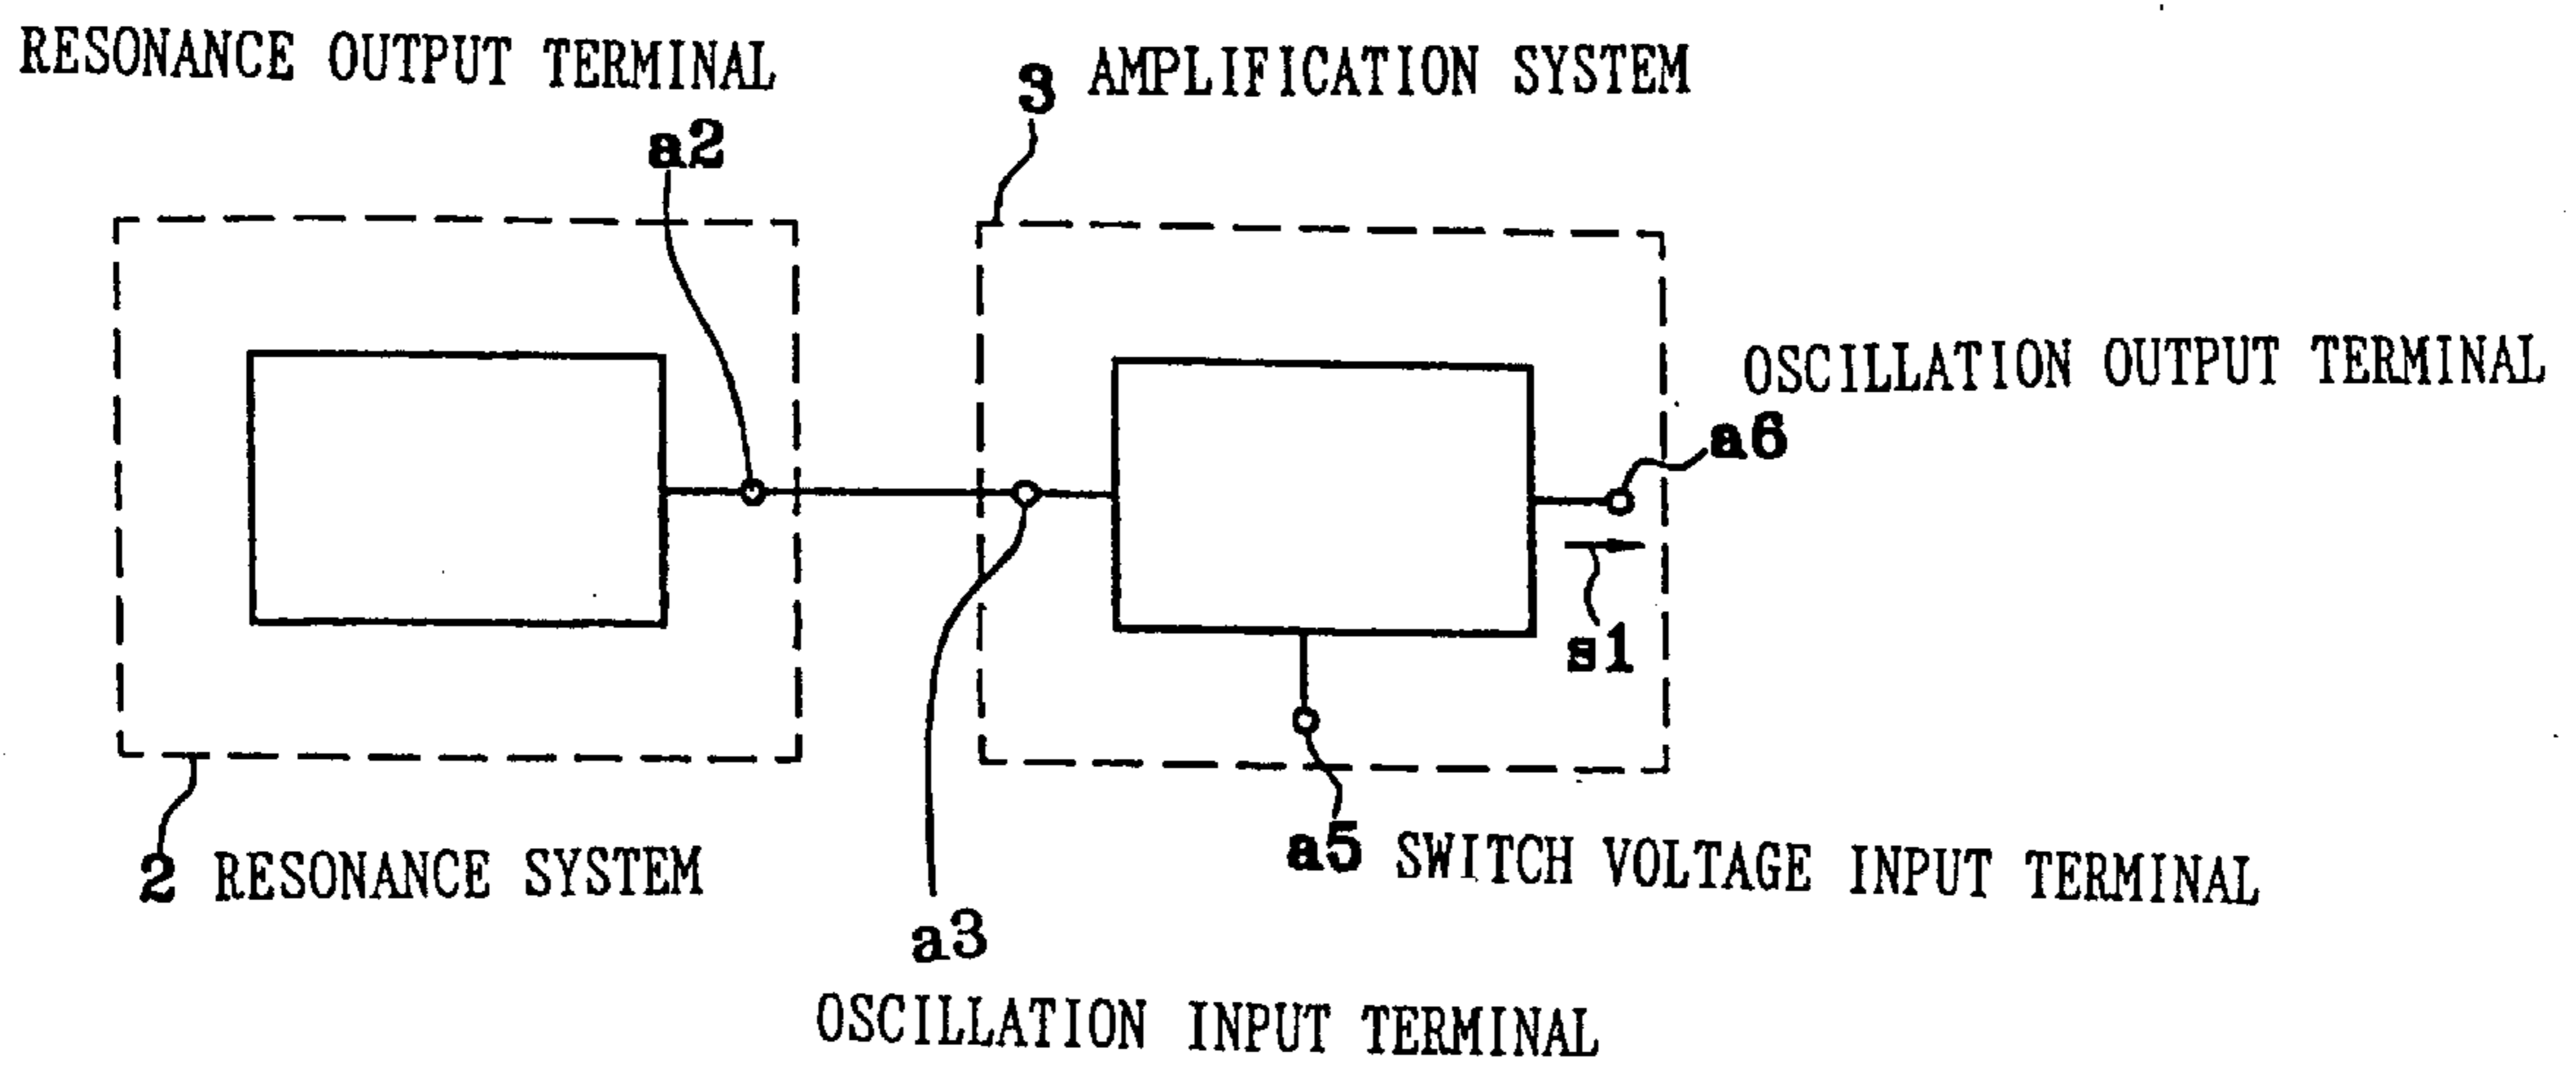 RESONANCE OUTPUT TERMINAL
a2
3 AMPLIFICATION SYSTEM
OSCILLATION OUTPUT TERMINAL
a6
s1
a5 SWITCH VOLTAGE INPUT TERMINAL
2 RESONANCE SYSTEM
a3
OSCILLATION INPUT TERMINAL